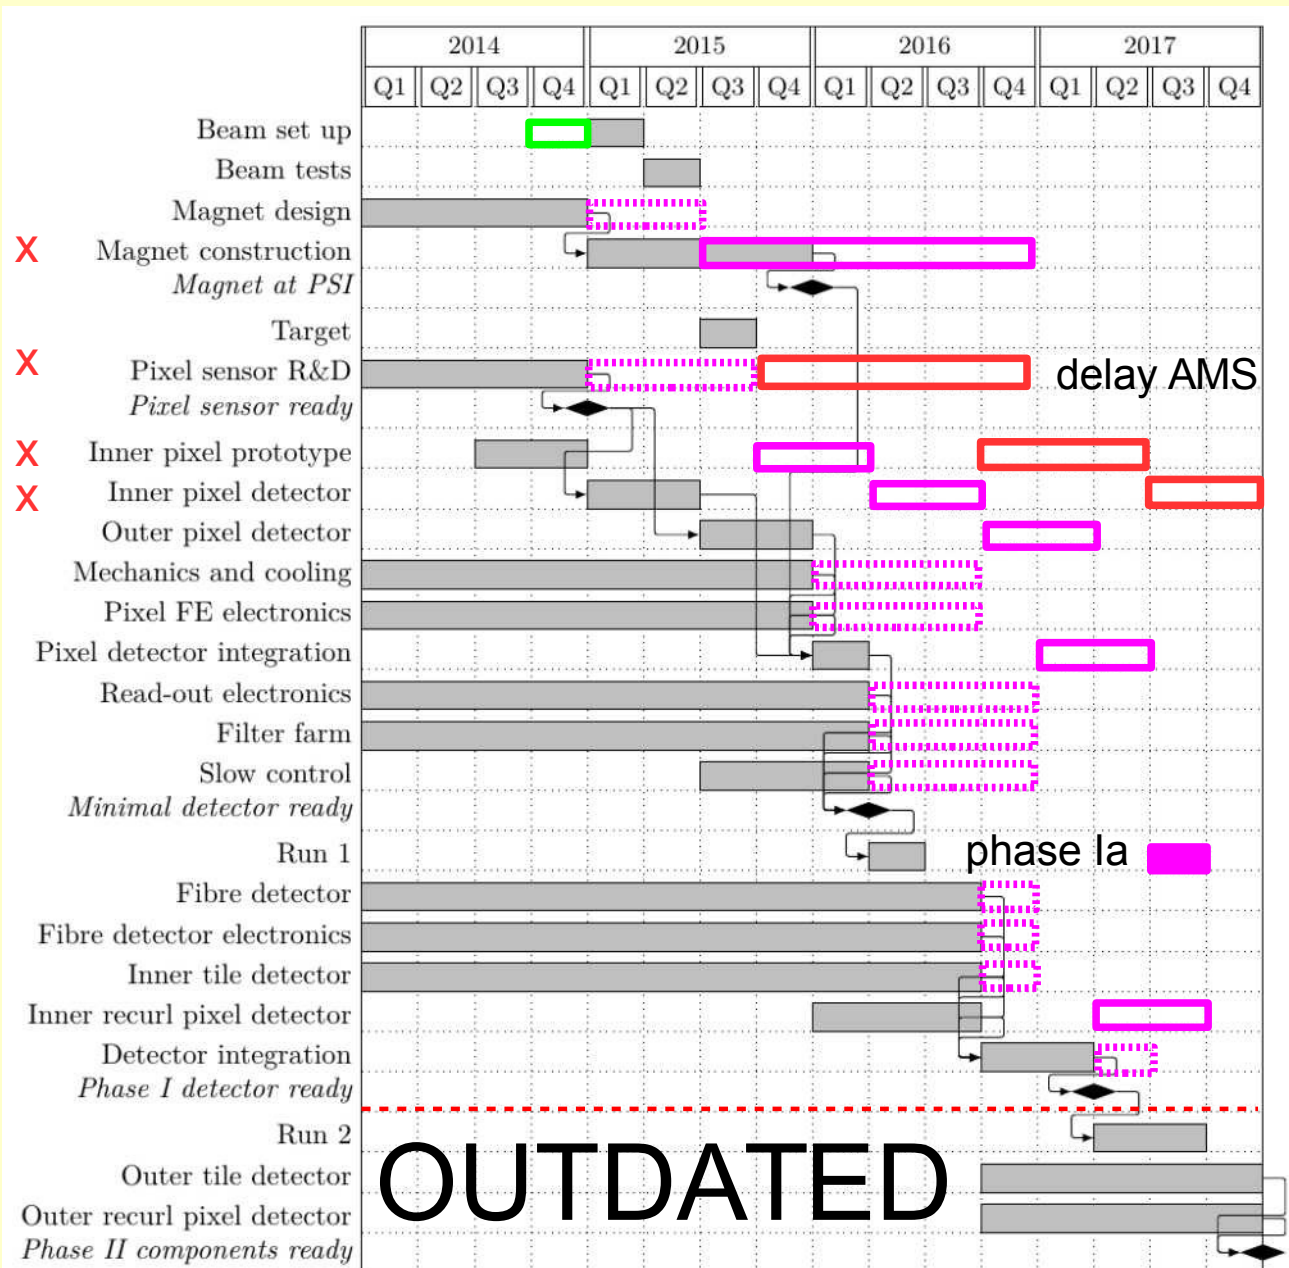 2014 2015 2016 2017
Q1 Q2 Q3 Q4 Q1 Q2 Q3 Q4 Q1 Q2 Q3 Q4 Q1 Q2 Q3 Q4
Beam set up
Beam tests
Magnet design
X Magnet construction
Magnet at PSI
Target
X Pixel sensor R&D delay AMS
Pixel sensor ready
X Inner pixel prototype
X Inner pixel detector
Outer pixel detector
Mechanics and cooling
Pixel FE electronics
Pixel detector integration
Read-out electronics
Filter farm
Slow control
Minimal detector ready
Run 1 phase Ia
Fibre detector
Fibre detector electronics
Inner tile detector
Inner recurl pixel detector
Detector integration
Phase I detector ready
Run 2
OUTDATED
Outer tile detector
Outer recurl pixel detector
Phase II components ready